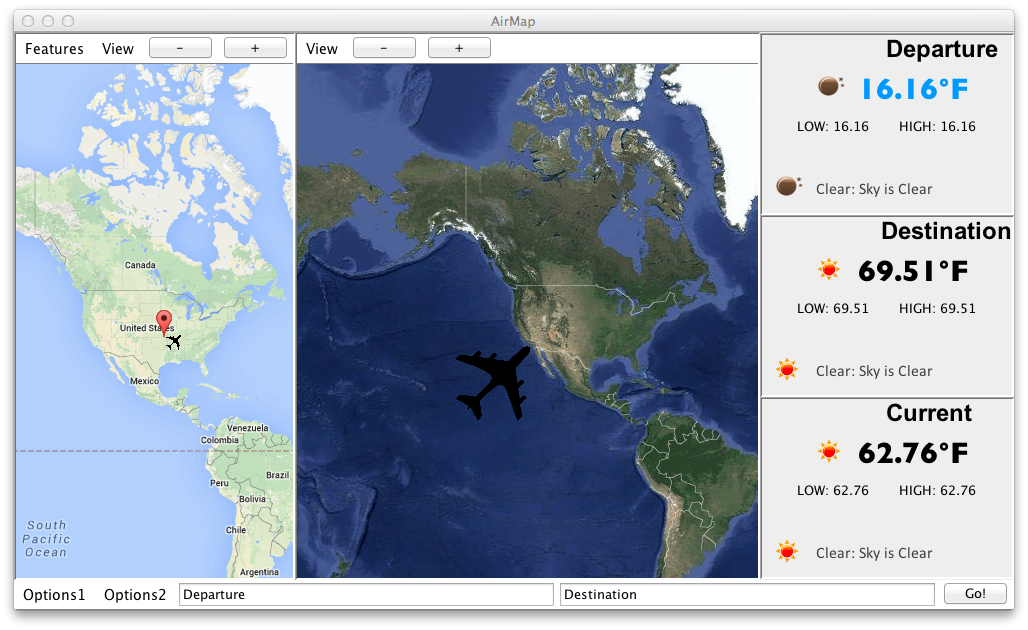 AirMap
Features View - +
View - +
Canada
United States
Mexico
Venezuela
Colombia
Peru
Brazil
Bolivia
Chile
Argentina
South
Pacific
Ocean
Departure
16.16°F
LOW: 16.16 HIGH: 16.16
Clear: Sky is Clear
Destination
69.51°F
LOW: 69.51 HIGH: 69.51
Clear: Sky is Clear
Current
62.76°F
LOW: 62.76 HIGH: 62.76
Clear: Sky is Clear
Options1 Options2 Departure Destination Go!